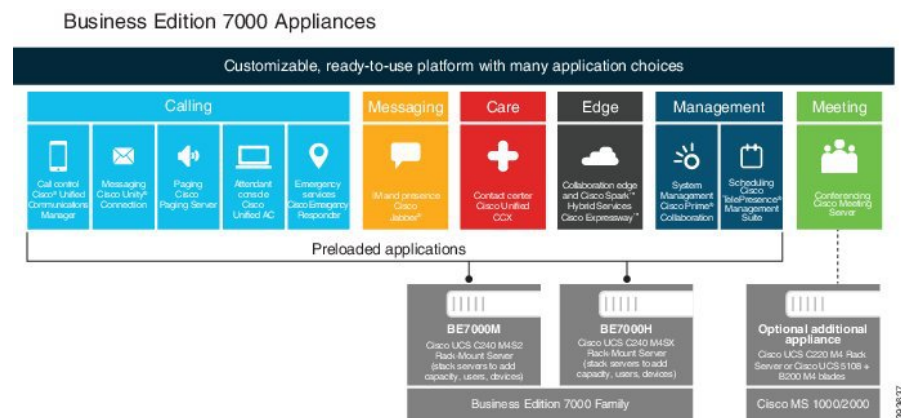 Business Edition 7000 Appliances
Customizable, ready-to-use platform with many application choices
Calling
Messaging
Care
Edge
Management
Meeting
Call control
Cisco® Unified
Communications
Manager
Messaging
Cisco Unity®
Connection
Paging
Cisco
Paging Server
Attendant
console
Cisco
Unified AC
Emergency
services
Cisco Emergency
Responder
IM and presence
Cisco
Jabber®
Contact center
Cisco Unified
CCX
Collaboration edge
and Cisco Spark™
Hybrid Services
Cisco Expressway™
System
Management
Cisco Prime®
Collaboration
Scheduling
Cisco
TelePresence®
Management
Suite
Conferencing
Cisco Meeting
Server
Preloaded applications
BE7000M
Cisco UCS C240 M4S2
Rack-Mount Server
(stack servers to add
capacity, users, devices)
BE7000H
Cisco UCS C240 M4SX
Rack-Mount Server
(stack servers to add
capacity, users, devices)
Optional additional
appliance
Cisco UCS C220 M4 Rack
Server or Cisco UCS 5108 +
B200 M4 blades
Business Edition 7000 Family
Cisco MS 1000/2000